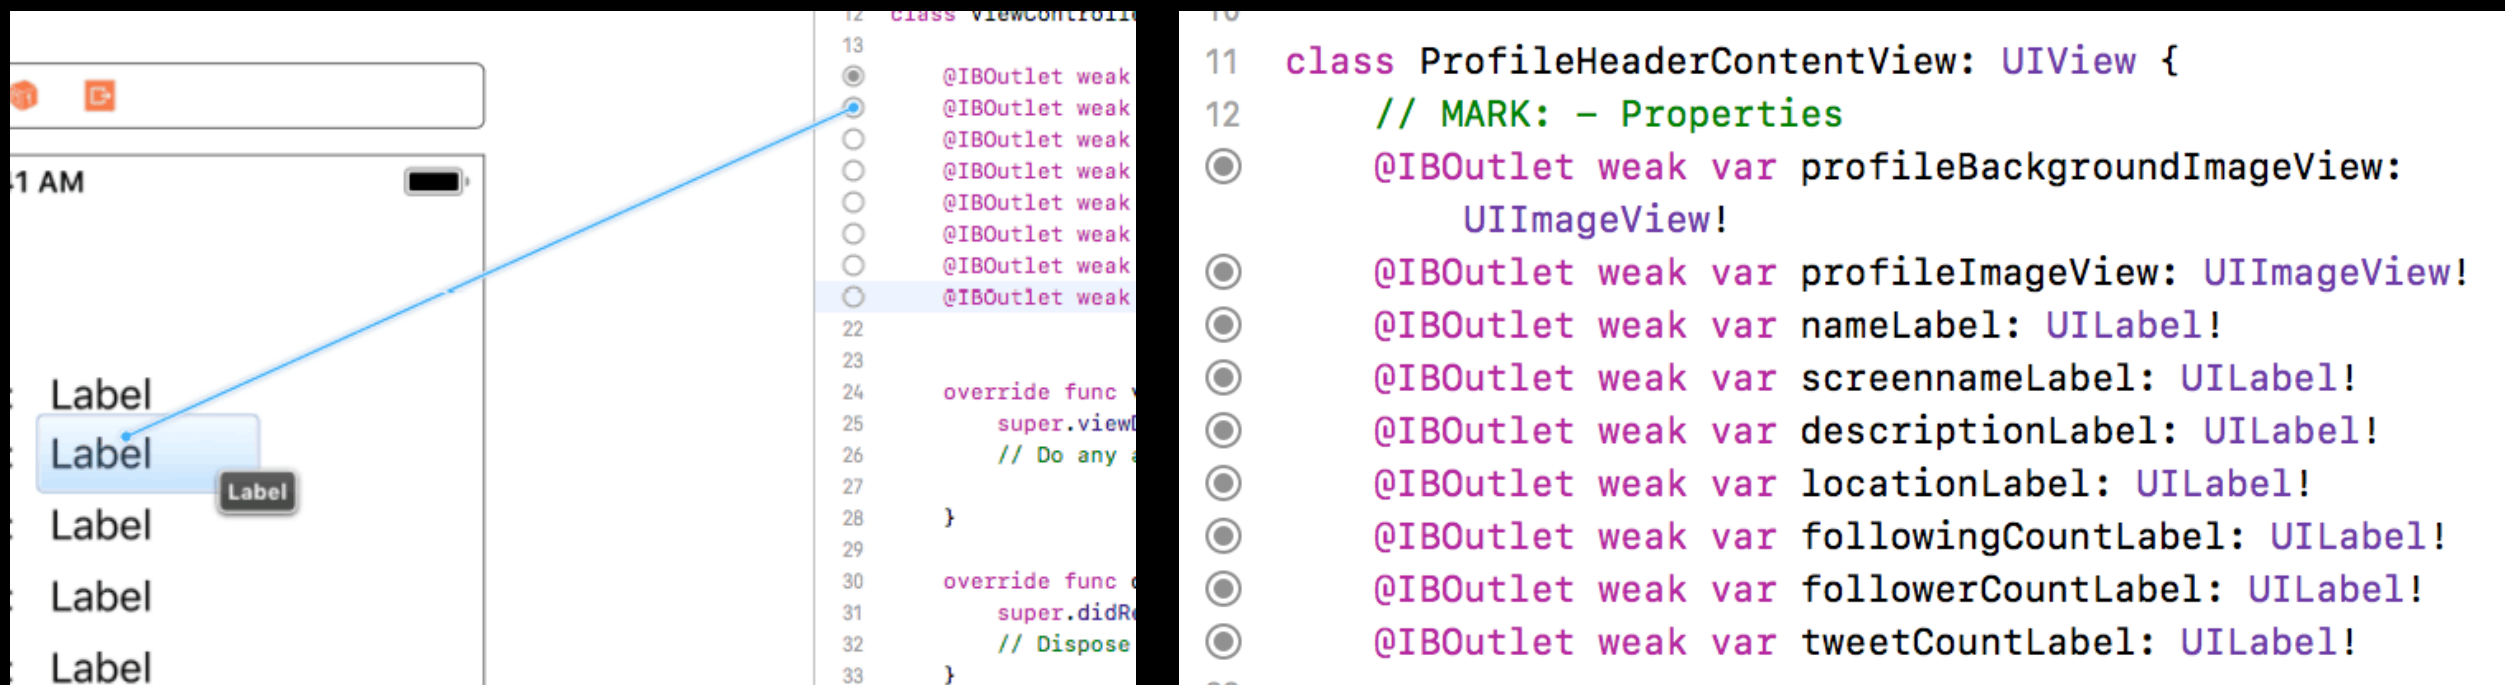 12 class ViewControlle
13
@IBOutlet weak
@IBOutlet weak
@IBOutlet weak
@IBOutlet weak
@IBOutlet weak
@IBOutlet weak
@IBOutlet weak
@IBOutlet weak
22
23
24 override func
25 super.viewD
26 // Do any
27
28 }
29
30 override func
31 super.didRe
32 // Dispose
33 }
41 AM
Label
Label
Label
Label
Label
Label
10
11 class ProfileHeaderContentView: UIView {
12 // MARK: – Properties
@IBOutlet weak var profileBackgroundImageView:
UIImageView!
@IBOutlet weak var profileImageView: UIImageView!
@IBOutlet weak var nameLabel: UILabel!
@IBOutlet weak var screennameLabel: UILabel!
@IBOutlet weak var descriptionLabel: UILabel!
@IBOutlet weak var locationLabel: UILabel!
@IBOutlet weak var followingCountLabel: UILabel!
@IBOutlet weak var followerCountLabel: UILabel!
@IBOutlet weak var tweetCountLabel: UILabel!